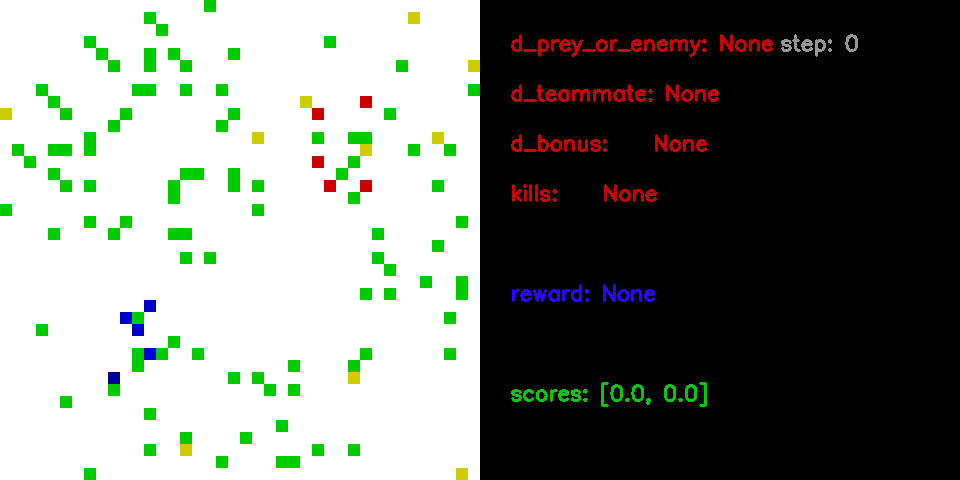 d_prey_or_enemy: None step: 0
d_teammate: None
d_bonus: None
kills: None
reward: None
scores: [0.0, 0.0]